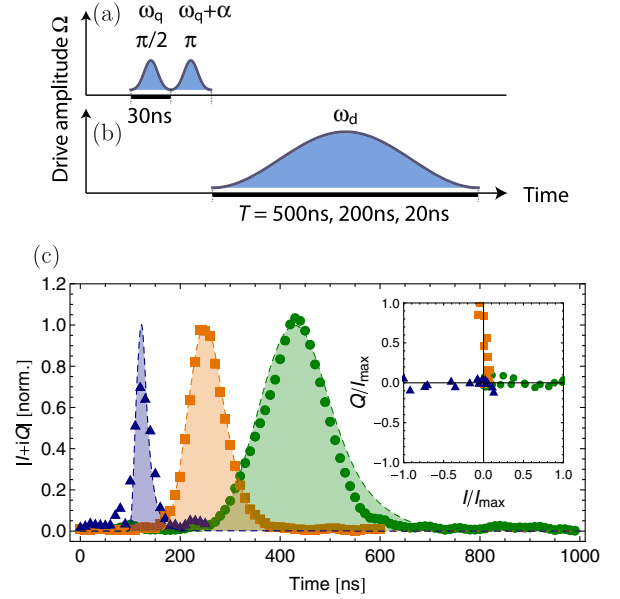 (a)
ω_q ω_q+α
π/2 π
Drive amplitude Ω
30ns
(b)
ω_d
Time
T = 500ns, 200ns, 20ns
(c)
|I+iQ| [norm.]
1.2
1.0
0.8
0.6
0.4
0.2
0.0
0 200 400 600 800 1000
Time [ns]
Q/I_max
1.0
0.5
0.0
-0.5
-1.0
-1.0 -0.5 0.0 0.5 1.0
I/I_max